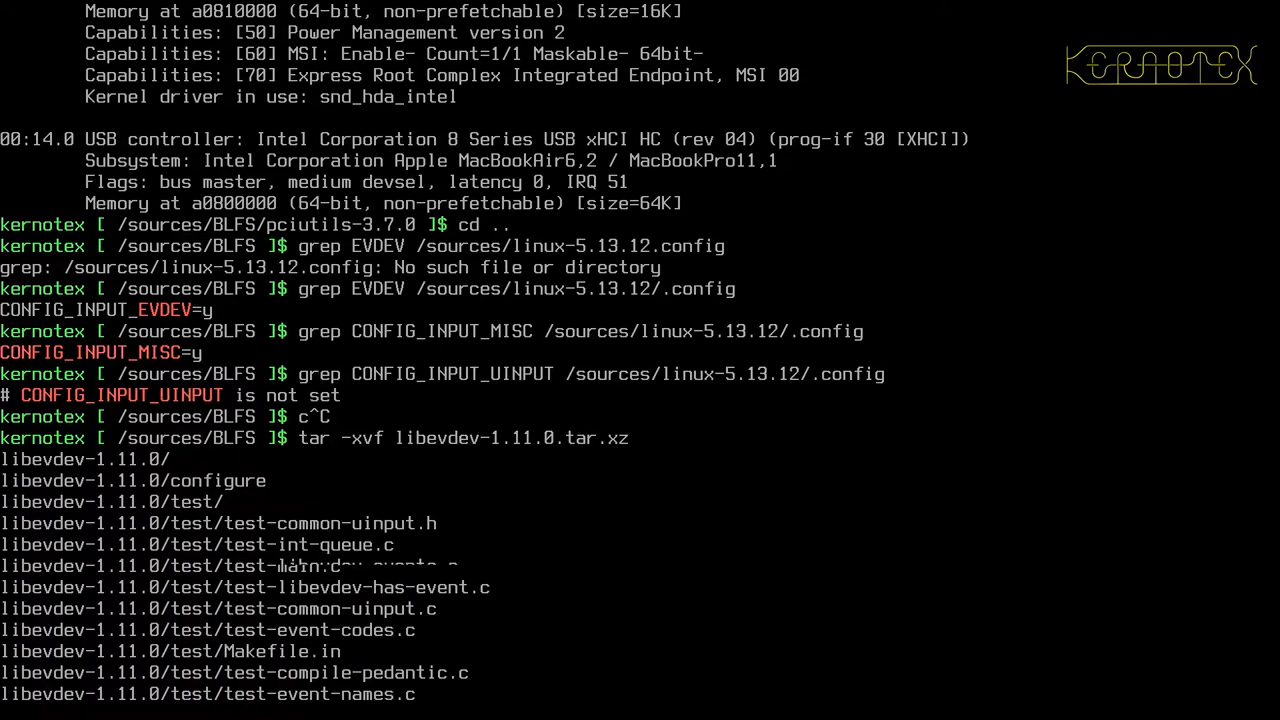 Memory at a0810000 (64-bit, non-prefetchable) [size=16K]
Capabilities: [50] Power Management version 2
Capabilities: [60] MSI: Enable- Count=1/1 Maskable- 64bit-
Capabilities: [70] Express Root Complex Integrated Endpoint, MSI 00
Kernel driver in use: snd_hda_intel
KERNOTEX
00:14.0 USB controller: Intel Corporation 8 Series USB xHCI HC (rev 04) (prog-if 30 [XHCI])
Subsystem: Intel Corporation Apple MacBookAir6,2 / MacBookPro11,1
Flags: bus master, medium devsel, latency 0, IRQ 51
Memory at a0800000 (64-bit, non-prefetchable) [size=64K]
kernotex [ /sources/BLFS/pciutils-3.7.0 ]$ cd ..
kernotex [ /sources/BLFS ]$ grep EVDEV /sources/linux-5.13.12.config
grep: /sources/linux-5.13.12.config: No such file or directory
kernotex [ /sources/BLFS ]$ grep EVDEV /sources/linux-5.13.12/.config
CONFIG_INPUT_EVDEV=y
kernotex [ /sources/BLFS ]$ grep CONFIG_INPUT_MISC /sources/linux-5.13.12/.config
CONFIG_INPUT_MISC=y
kernotex [ /sources/BLFS ]$ grep CONFIG_INPUT_UINPUT /sources/linux-5.13.12/.config
# CONFIG_INPUT_UINPUT is not set
kernotex [ /sources/BLFS ]$ c^C
kernotex [ /sources/BLFS ]$ tar -xvf libevdev-1.11.0.tar.xz
libevdev-1.11.0/
libevdev-1.11.0/configure
libevdev-1.11.0/test/
libevdev-1.11.0/test/test-common-uinput.h
libevdev-1.11.0/test/test-int-queue.c
libevdev-1.11.0/test/test-main.c
libevdev-1.11.0/test/test-libevdev-has-event.c
libevdev-1.11.0/test/test-common-uinput.c
libevdev-1.11.0/test/test-event-codes.c
libevdev-1.11.0/test/Makefile.in
libevdev-1.11.0/test/test-compile-pedantic.c
libevdev-1.11.0/test/test-event-names.c